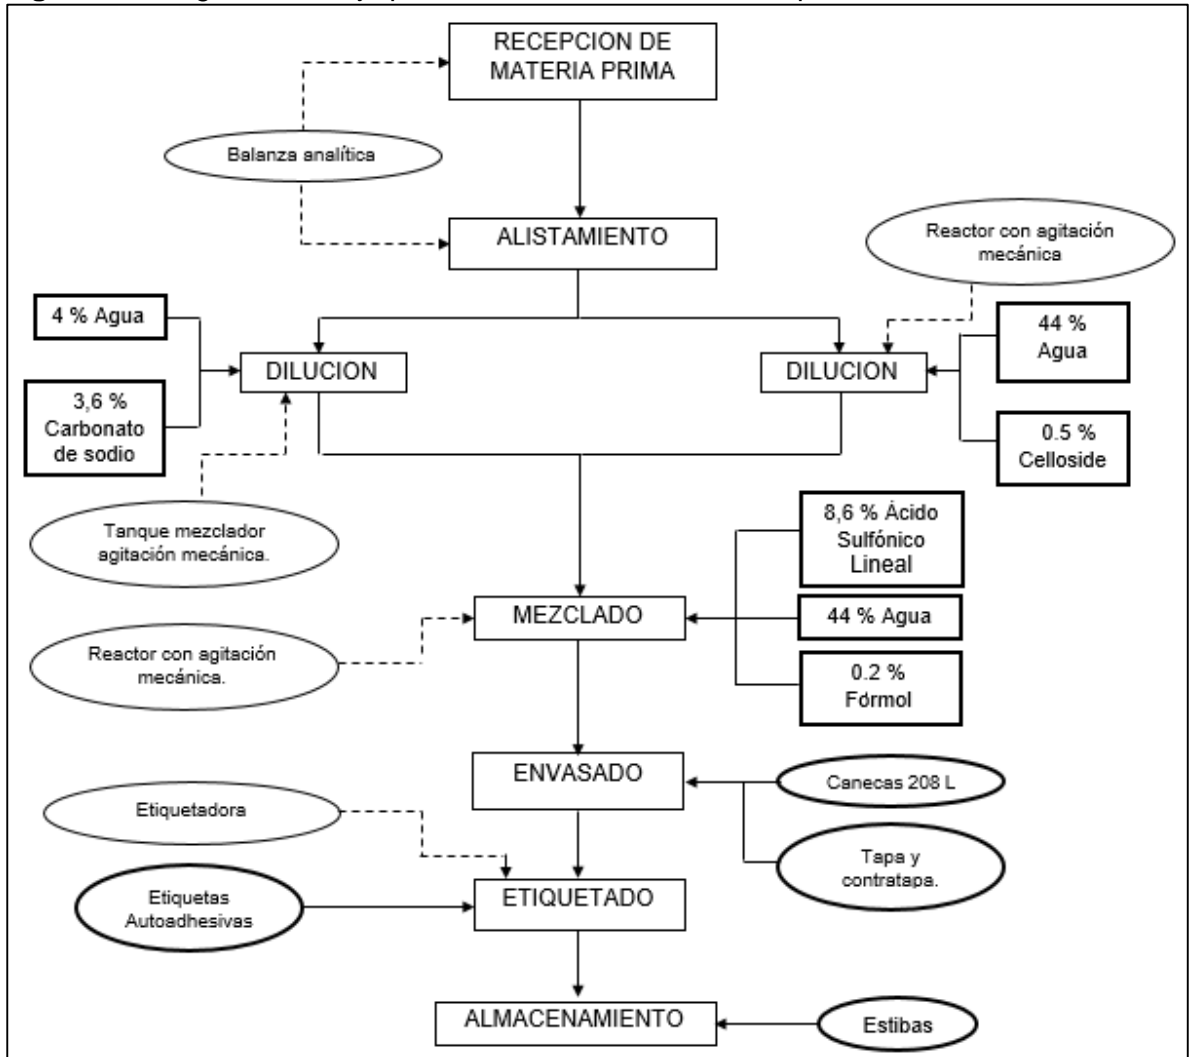 RECEPCION DE
MATERIA PRIMA
Balanza analítica
ALISTAMIENTO
Reactor con agitación
mecánica
4 % Agua
44 %
Agua
DILUCION
DILUCION
3,6 %
Carbonato
de sodio
0.5 %
Celloside
Tanque mezclador
agitación mecánica.
8,6 % Ácido
Sulfónico
Lineal
MEZCLADO
44 % Agua
Reactor con agitación
mecánica.
0.2 %
Fórmol
ENVASADO
Canecas 208 L
Etiquetadora
Tapa y
contratapa.
ETIQUETADO
Etiquetas
Autoadhesivas
ALMACENAMIENTO
Estibas